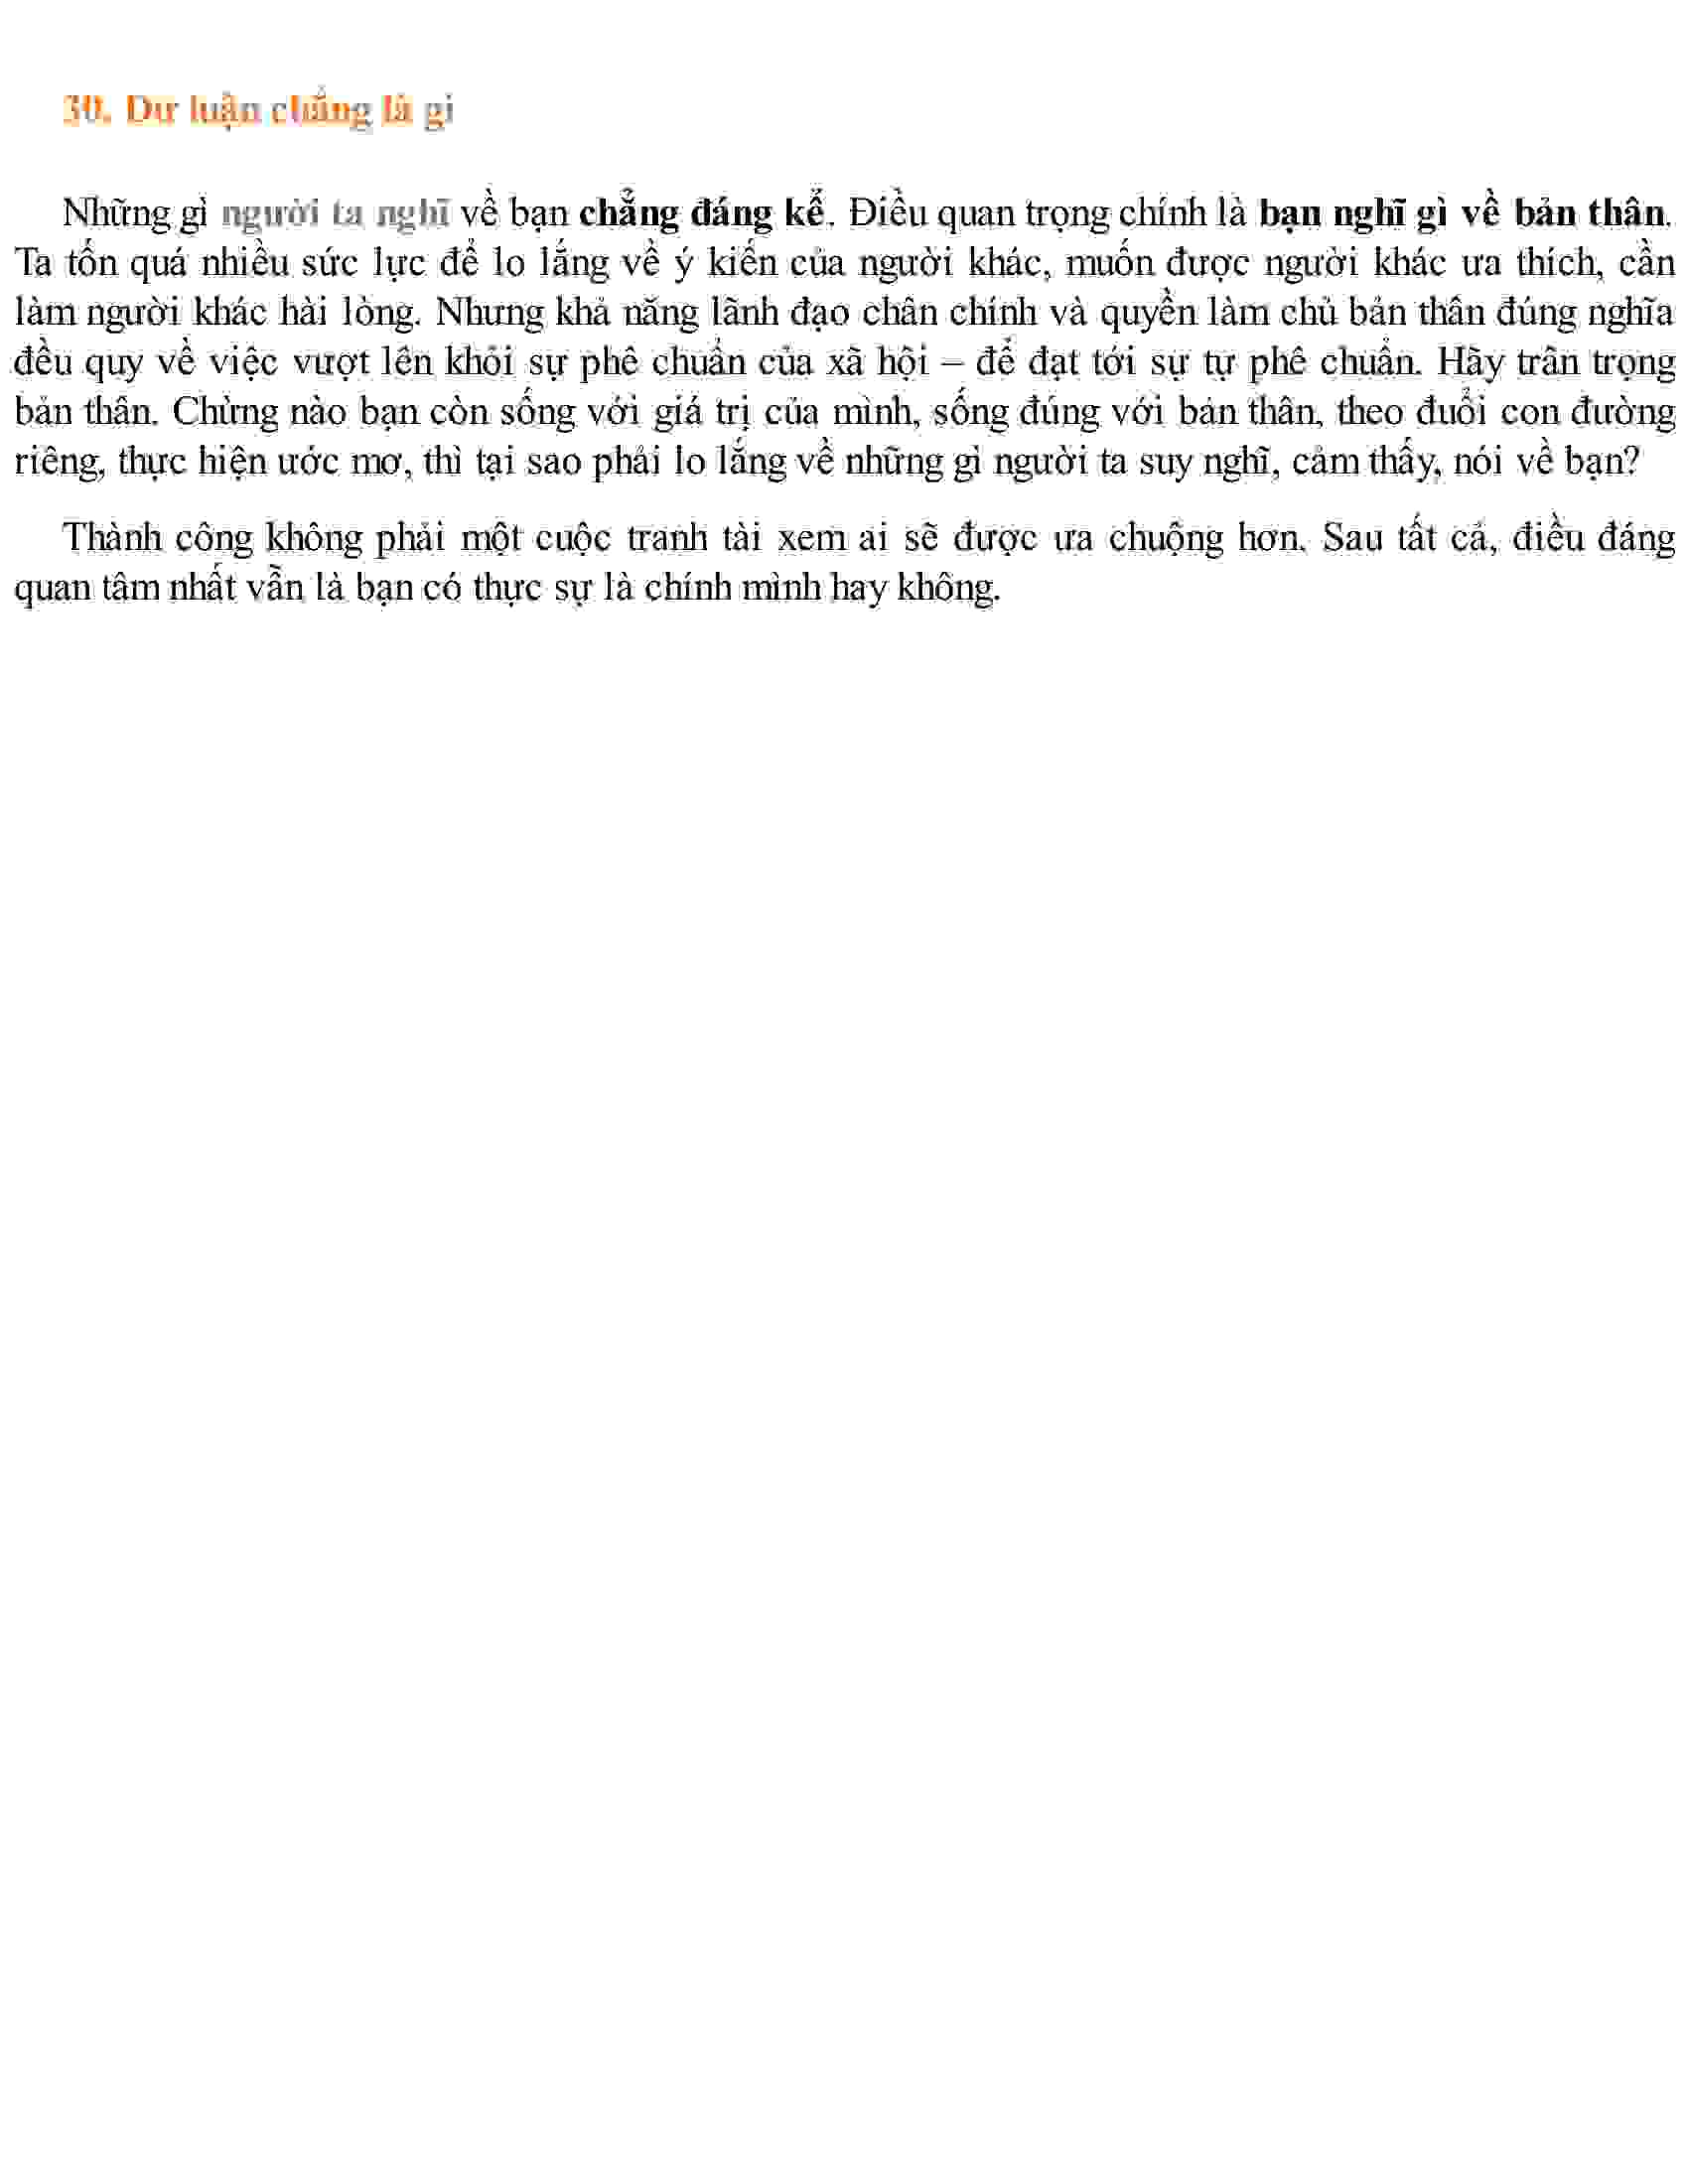 30. Dư luận chẳng là gì
Những gì người ta nghĩ về bạn chẳng đáng kể. Điều quan trọng chính là bạn nghĩ gì về bản thân.
Ta tốn quá nhiều sức lực để lo lắng về ý kiến của người khác, muốn được người khác ưa thích, cần
làm người khác hài lòng. Nhưng khả năng lãnh đạo chân chính và quyền làm chủ bản thân đúng nghĩa
đều quy về việc vượt lên khỏi sự phê chuẩn của xã hội – để đạt tới sự tự phê chuẩn. Hãy trân trọng
bản thân. Chừng nào bạn còn sống với giá trị của mình, sống đúng với bản thân, theo đuổi con đường
riêng, thực hiện ước mơ, thì tại sao phải lo lắng về những gì người ta suy nghĩ, cảm thấy, nói về bạn?
Thành công không phải một cuộc tranh tài xem ai sẽ được ưa chuộng hơn. Sau tất cả, điều đáng
quan tâm nhất vẫn là bạn có thực sự là chính mình hay không.